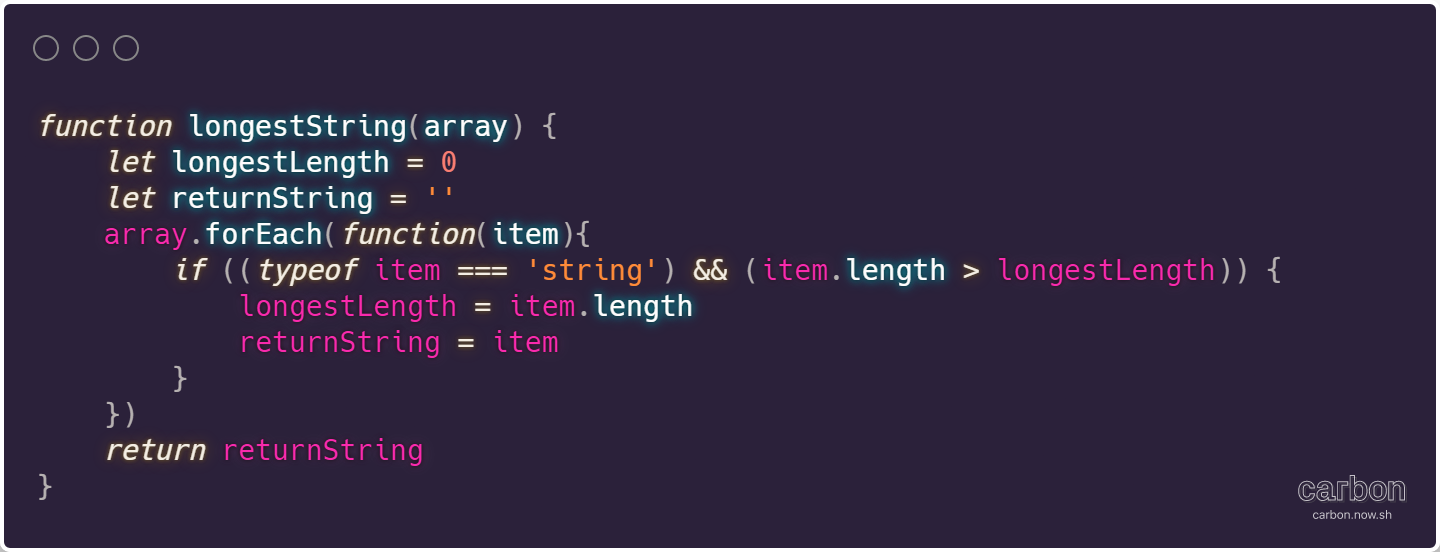 function longestString(array) {
    let longestLength = 0
    let returnString = ''
    array.forEach(function(item){
        if ((typeof item === 'string') && (item.length > longestLength)) {
            longestLength = item.length
            returnString = item
        }
    })
    return returnString
}
carbon
carbon.now.sh